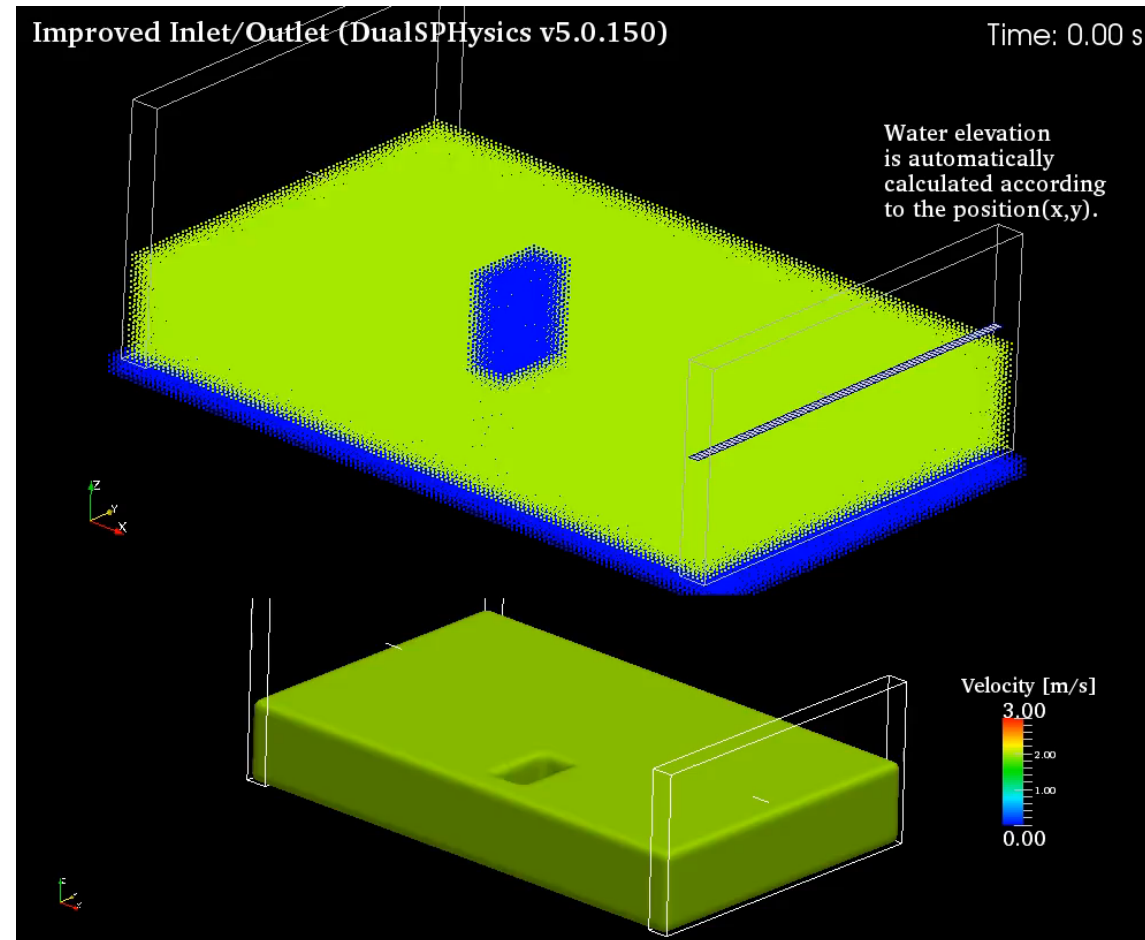 Improved Inlet/Outlet (DualSPHysics v5.0.150)
Time: 0.00 s
Water elevation
is automatically
calculated according
to the position(x,y).
Z
Y
X
Velocity [m/s]
3.00
2.00
1.00
0.00